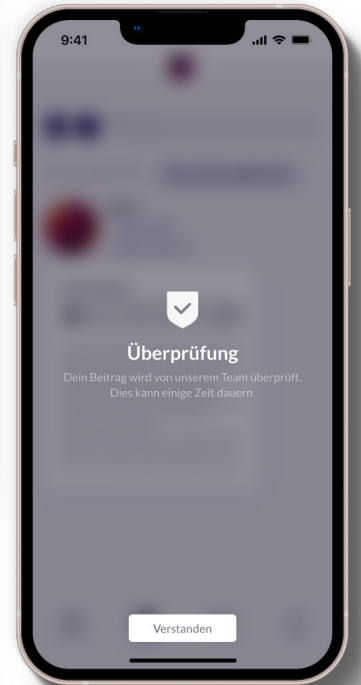 9:41
Überprüfung
Dein Beitrag wird von unserem Team überprüft.
Dies kann einige Zeit dauern.
Verstanden